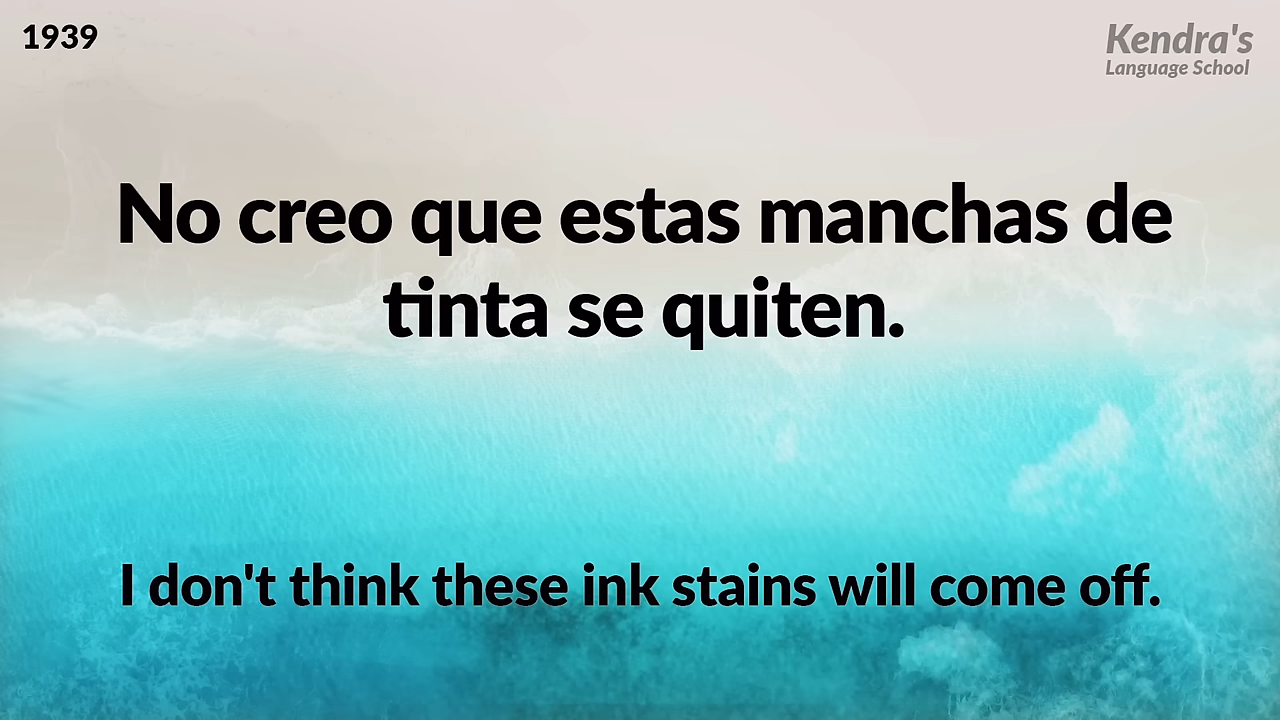 1939
Kendra's
Language School
No creo que estas manchas de
tinta se quiten.
I don't think these ink stains will come off.